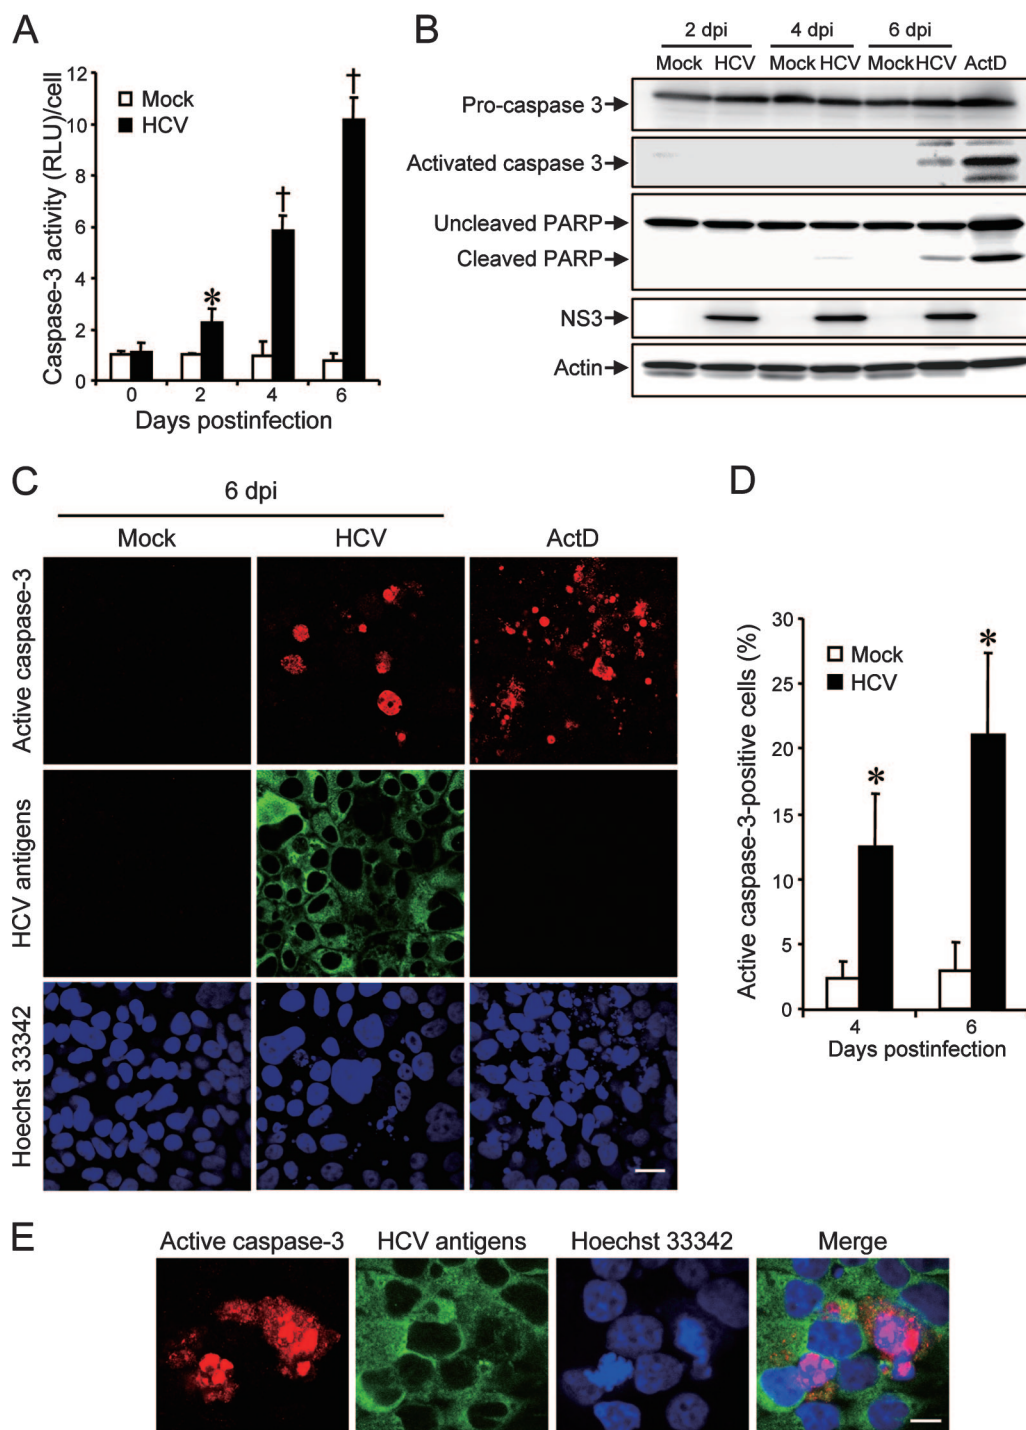 A
Caspase-3 activity (RLU)/cell
12
10
8
6
4
2
0
Mock
HCV
*
†
†
0 2 4 6
Days postinfection
B
2 dpi 4 dpi 6 dpi
Mock HCV Mock HCV Mock HCV ActD
Pro-caspase 3
Activated caspase 3
Uncleaved PARP
Cleaved PARP
NS3
Actin
C
6 dpi
Mock HCV ActD
Active caspase-3
HCV antigens
Hoechst 33342
D
Active caspase-3-positive cells (%)
30
25
20
15
10
5
0
Mock
HCV
*
*
4 6
Days postinfection
E
Active caspase-3 HCV antigens Hoechst 33342 Merge